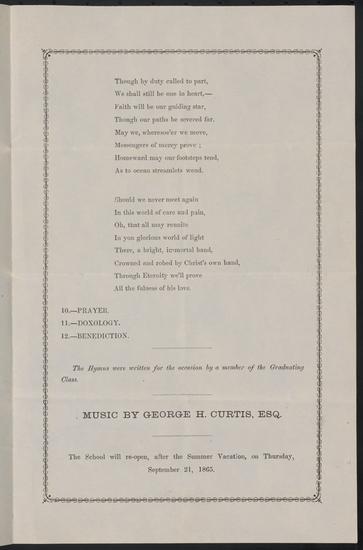 Though by duty called to part,
We shall still be one in heart,—
Faith will be our guiding star,
Though our paths be severed far.
May we, wheresoe'er we move,
Messengers of mercy prove ;
Homeward may our footsteps tend,
As to ocean streamlets wend.
Should we never meet again
In this world of care and pain,
Oh, that all may reunite
In yon glorious world of light
There, a bright, immortal band,
Crowned and robed by Christ's own hand,
Through Eternity we'll prove
All the fulness of his love.
10.—PRAYER.
11.—DOXOLOGY.
12.—BENEDICTION.
The Hymns were written for the occasion by a member of the Graduating
Class.
MUSIC BY GEORGE H. CURTIS, ESQ.
The School will re-open, after the Summer Vacation, on Thursday,
September 21, 1865.